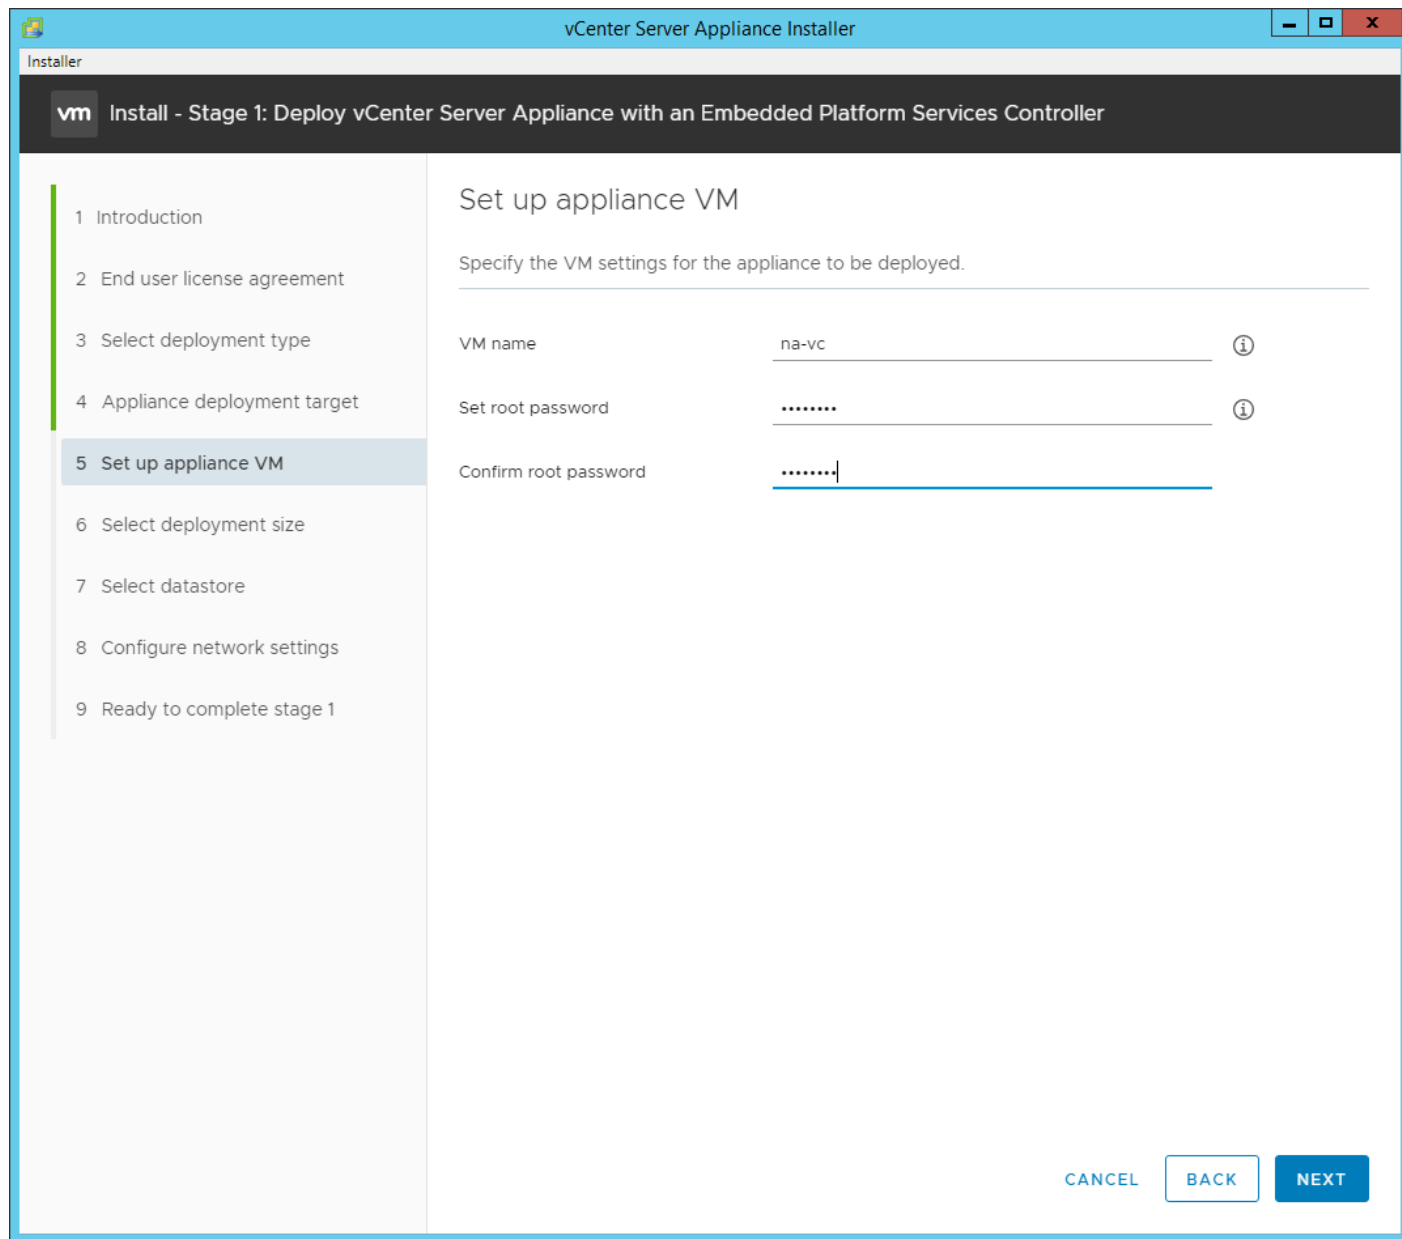 vCenter Server Appliance Installer
Installer
vm Install - Stage 1: Deploy vCenter Server Appliance with an Embedded Platform Services Controller
1 Introduction
2 End user license agreement
3 Select deployment type
4 Appliance deployment target
5 Set up appliance VM
6 Select deployment size
7 Select datastore
8 Configure network settings
9 Ready to complete stage 1
Set up appliance VM
Specify the VM settings for the appliance to be deployed.
VM name na-vc
Set root password ••••••••
Confirm root password ••••••••
CANCEL BACK NEXT